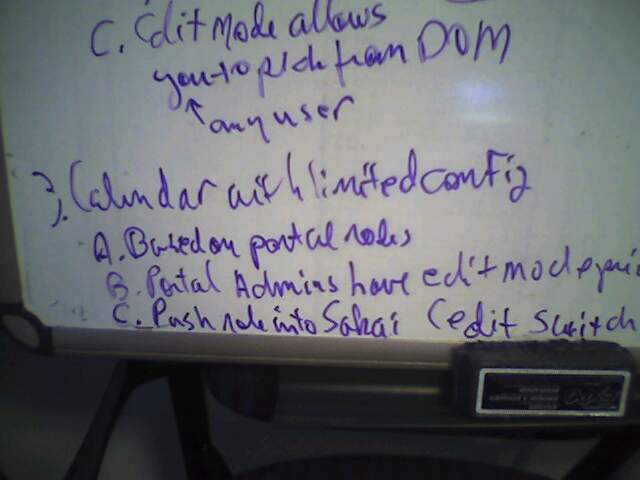 C. Edit Mode allows
you to pick from DOM
any user
3. Calendar with limited config
A. Based on portal roles
B. Portal Admins have edit mode
C. Push role into Sakai (edit switch